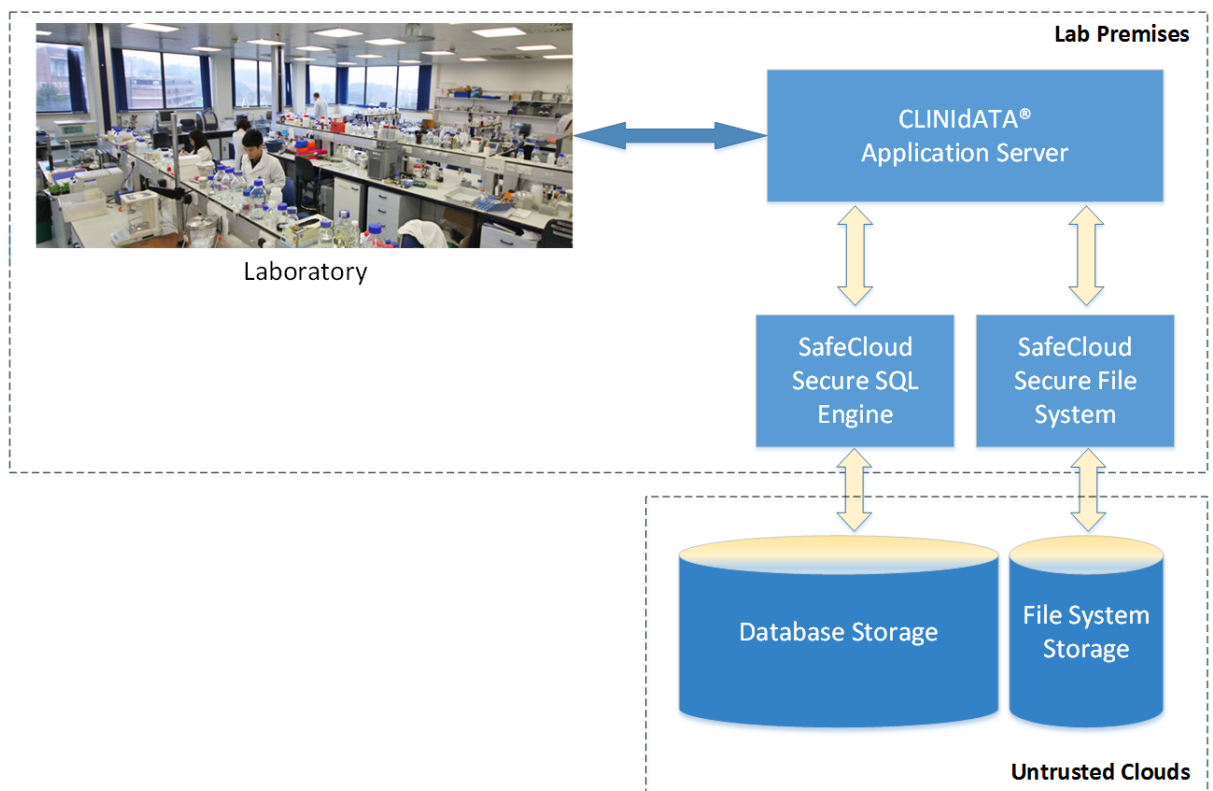 Lab Premises
CLINIdATA®
Application Server
Laboratory
SafeCloud
Secure SQL
Engine
SafeCloud
Secure File
System
Database Storage
File System
Storage
Untrusted Clouds